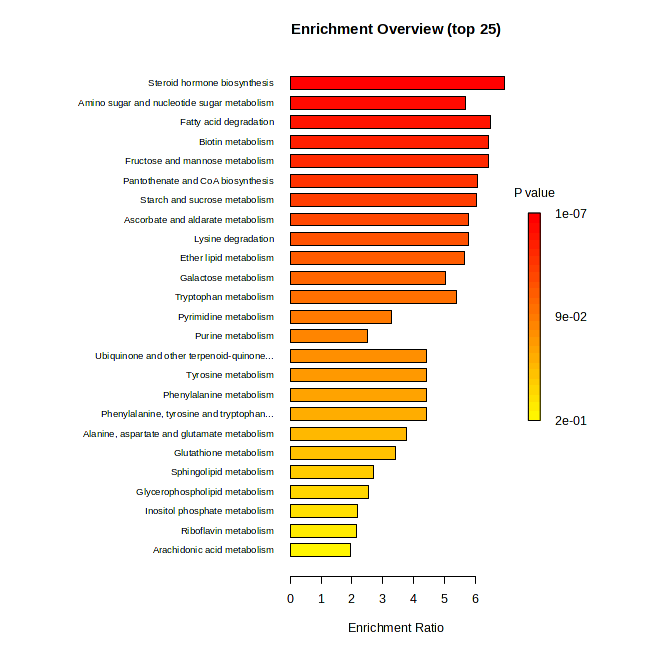 Enrichment Overview (top 25)
Steroid hormone biosynthesis
Amino sugar and nucleotide sugar metabolism
Fatty acid degradation
Biotin metabolism
Fructose and mannose metabolism
Pantothenate and CoA biosynthesis
Starch and sucrose metabolism
Ascorbate and aldarate metabolism
Lysine degradation
Ether lipid metabolism
Galactose metabolism
Tryptophan metabolism
Pyrimidine metabolism
Purine metabolism
Ubiquinone and other terpenoid-quinone...
Tyrosine metabolism
Phenylalanine metabolism
Phenylalanine, tyrosine and tryptophan...
Alanine, aspartate and glutamate metabolism
Glutathione metabolism
Sphingolipid metabolism
Glycerophospholipid metabolism
Inositol phosphate metabolism
Riboflavin metabolism
Arachidonic acid metabolism
0 1 2 3 4 5 6
Enrichment Ratio
P value
1e-07
9e-02
2e-01